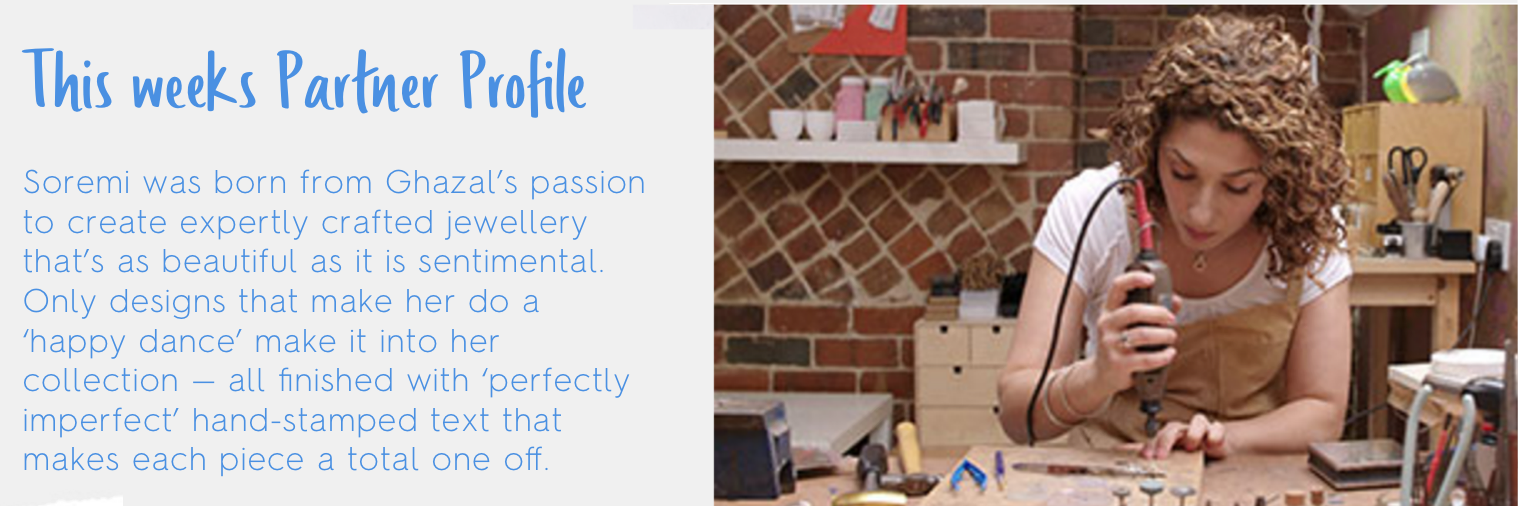 This weeks Partner Profile
Soremi was born from Ghazal’s passion
to create expertly crafted jewellery
that’s as beautiful as it is sentimental.
Only designs that make her do a
‘happy dance’ make it into her
collection – all finished with ‘perfectly
imperfect’ hand-stamped text that
makes each piece a total one off.